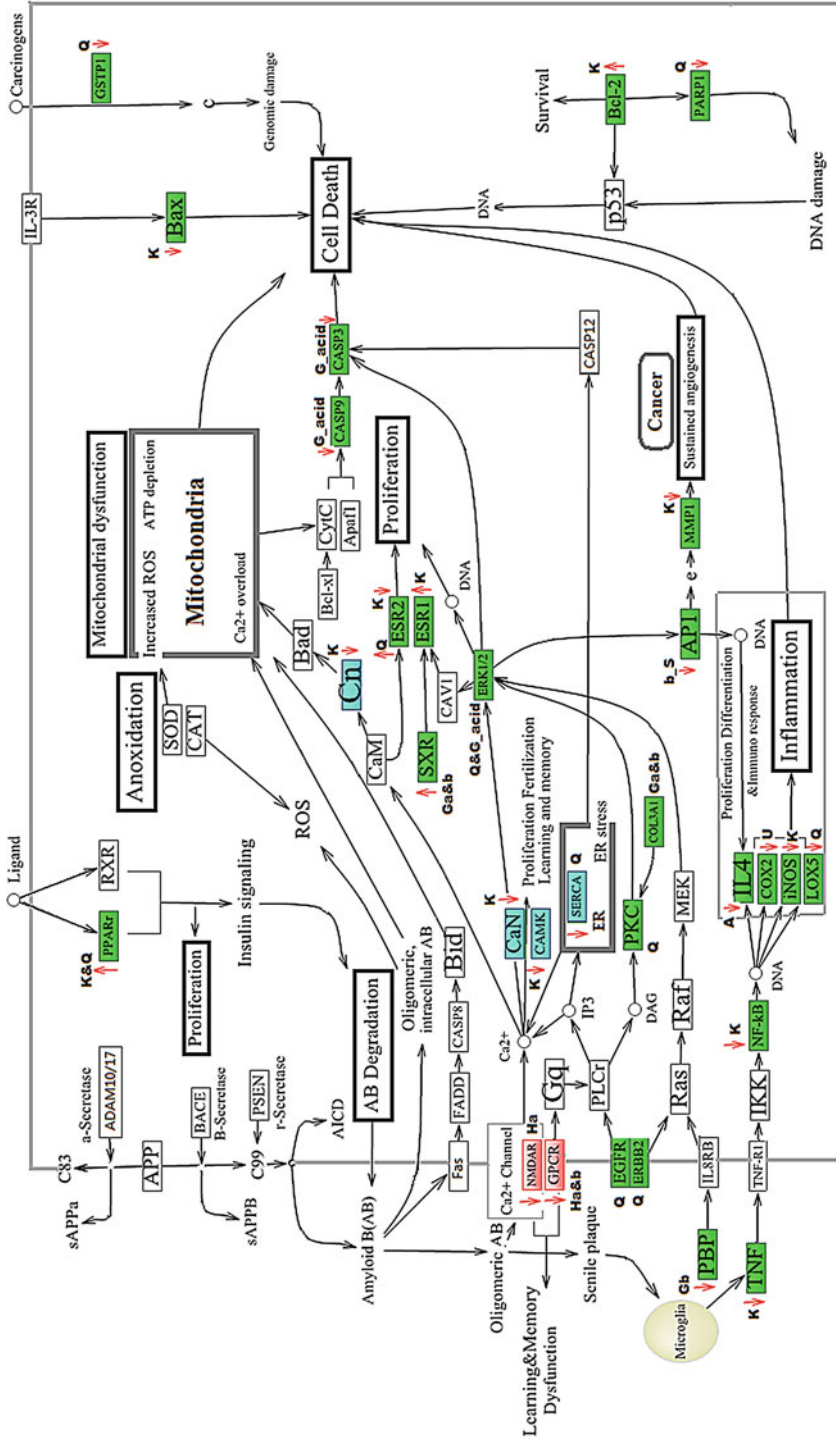 Carcinogens
Q
GSTP1
c
Genomic damage
IL-3R
K
Bax
Cell Death
DNA
p53
Survival
K
Bcl-2
Q
PARP1
DNA damage
Mitochondrial dysfunction
Increased ROS
ATP depletion
Mitochondria
Ca2+ overload
G_acid
CASP3
G_acid
CASP9
CytC
Apaf1
Bcl-xl
Bad
Cn
K
CaM
Proliferation
K
ESR2
Q
ESR1
K
SXR
Ga&b
CAV1
DNA
ERK1/2
Q&G_acid
CASP12
Cancer
Sustained angiogenesis
K
MMP1
e
AP1
b_S
DNA
Proliferation Differentiation
&Immuno response
Inflammation
IL4
A
COX2
U
iNOS
K
LOX5
Q
Anoxidation
SOD
CAT
ROS
Ligand
RXR
K&Q
PPARr
Proliferation
Insulin signaling
AB Degradation
Oligomeric,
intracellular AB
Bid
CASP8
FADD
Fas
K
CaN
CAMK
K
Proliferation Fertilization
Learning and memory
ER stress
SERCA
Q
ER
COL3A1
Ga&b
PKC
Q
MEK
Raf
Ras
Ca2+
IP3
DAG
PLCr
Gq
Ca2+ Channel
NMDAR
Ha
GPCR
Ha&b
EGFR
ERBB2
Q
Q
IL8RB
PBP
Gb
TNF-R1
TNF
K
IKK
NF-kB
K
DNA
Microglia
Senile plaque
Oligomeric AB
Learning&Memory
Dysfunction
Amyloid B(AB)
AICD
C99
r-Secretase
PSEN
B-Secretase
BACE
sAPPB
APP
a-Secretase
ADAM10/17
C83
sAPPa